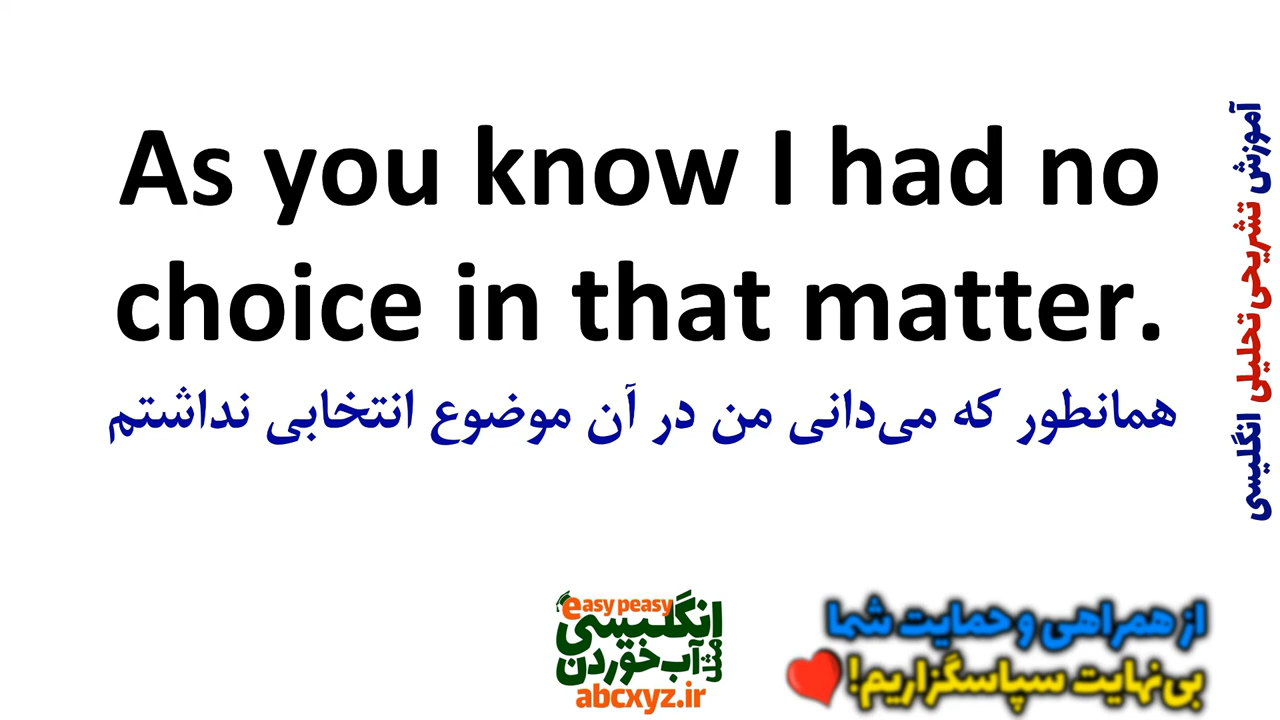 As you know I had no
choice in that matter.
همانطور که می‌دانی من در آن موضوع انتخابی نداشتم
آموزش تشریحی تحلیلی انگلیسی
easy peasy
انگلیسی
مثل آب خوردن
abcxyz.ir
از همراهی و حمایت شما
بی‌نهایت سپاسگزاریم!